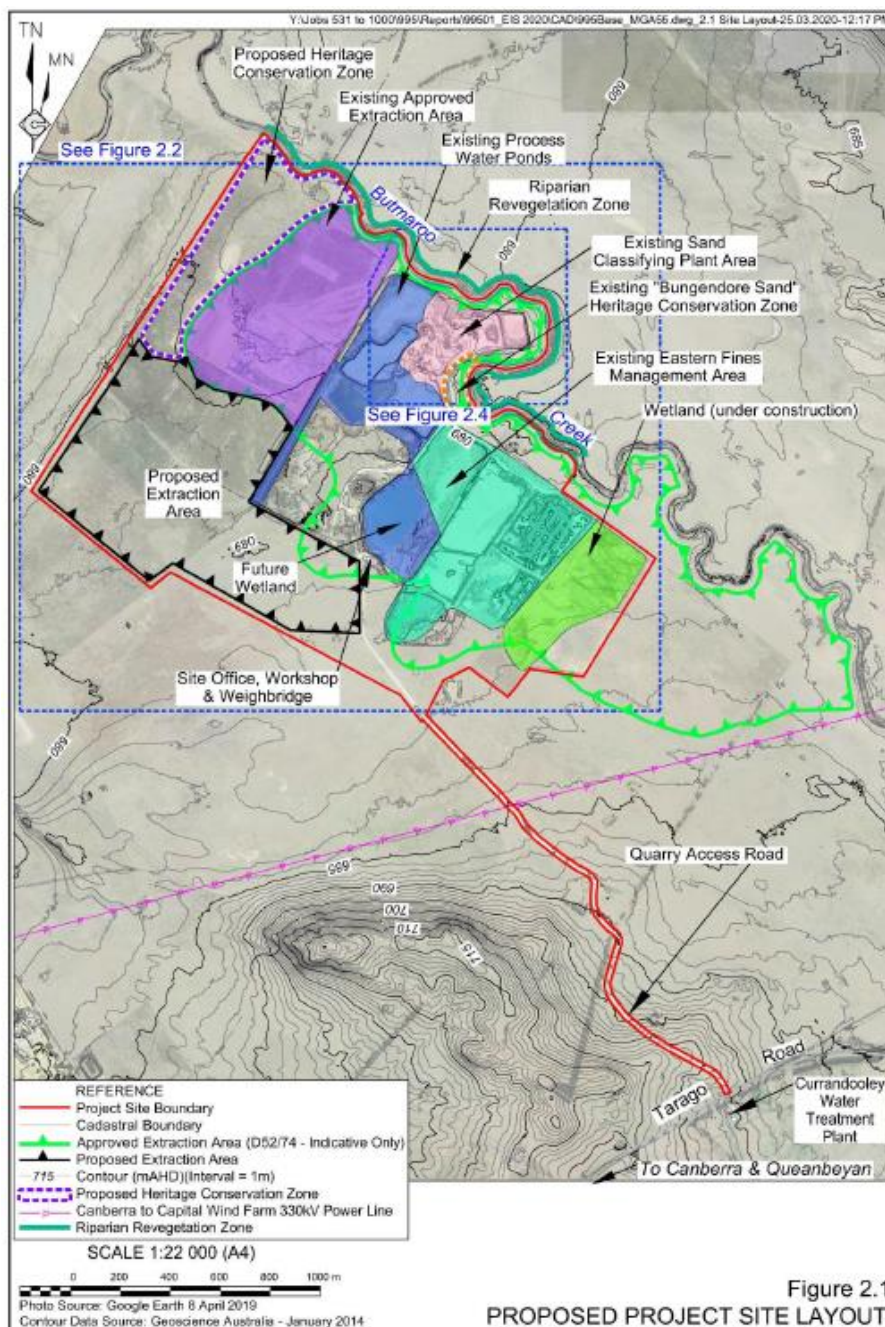 Y:\Jobs 531 to 1000\995\Reports\99501_EIS 2020\CAD\995Base_MGA55.dwg_2.1 Site Layout-25.03.2020-12:17 PM
TN
MN
Proposed Heritage
Conservation Zone
Existing Approved
Extraction Area
See Figure 2.2
Existing Process
Water Ponds
Butmaroo
Riparian
Revegetation Zone
Existing Sand
Classifying Plant Area
Existing "Bungendore Sand"
Heritage Conservation Zone
Existing Eastern Fines
Management Area
See Figure 2.4
Creek
Wetland (under construction)
Proposed
Extraction
Area
Future
Wetland
Site Office, Workshop
& Weighbridge
680
680
685
680
680
680
680
680
685
690
700
710
715
Quarry Access Road
Tarago Road
Currandooley
Water
Treatment
Plant
To Canberra & Queanbeyan
REFERENCE
Project Site Boundary
Cadastral Boundary
Approved Extraction Area (D52/74 - Indicative Only)
Proposed Extraction Area
715 Contour (mAHD)(Interval = 1m)
Proposed Heritage Conservation Zone
Canberra to Capital Wind Farm 330kV Power Line
Riparian Revegetation Zone
SCALE 1:22 000 (A4)
0 200 400 600 800 1000 m
Photo Source: Google Earth 8 April 2019
Contour Data Source: Geoscience Australia - January 2014
Figure 2.1
PROPOSED PROJECT SITE LAYOUT